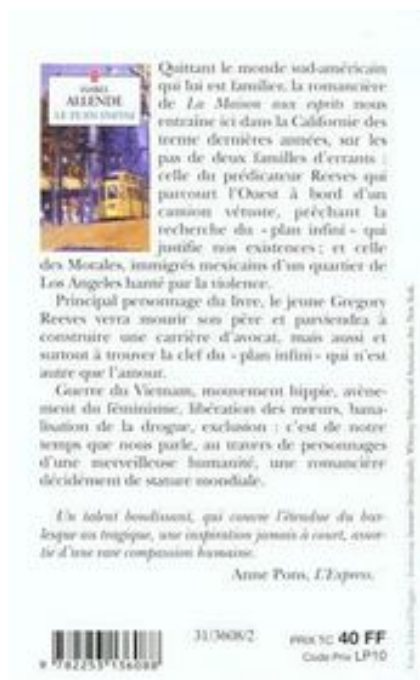 ISABEL
ALLENDE
LE PLAN INFINI
Quittant le monde sud-américain
qui lui est familier, la romancière
de La Maison aux esprits nous
entraîne ici dans la Californie des
trente dernières années, sur les
pas de deux familles d'errants :
celle du prédicateur Reeves qui
parcourt l'Ouest à bord d'un
camion vétuste, prêchant la
recherche du « plan infini » qui
justifie nos existences ; et celle
des Morales, immigrés mexicains d'un quartier de
Los Angeles hanté par la violence.
Principal personnage du livre, le jeune Gregory
Reeves verra mourir son père et parviendra à
construire une carrière d'avocat, mais aussi et
surtout à trouver la clef du « plan infini » qui n'est
autre que l'amour.
Guerre du Vietnam, mouvement hippie, avène-
ment du féminisme, libération des mœurs, bana-
lisation de la drogue, exclusion : c'est de notre
temps que nous parle, au travers de personnages
d'une merveilleuse humanité, une romancière
décidément de stature mondiale.
Un talent bondissant, qui couvre l'étendue du bur-
lesque au tragique, une inspiration jamais à court, assor-
tie d'une rare compassion humaine.
Anne Pons, L'Express.
31/3608/2
PRIX TC 40 FF
Code Prix LP10
9 782253 136088